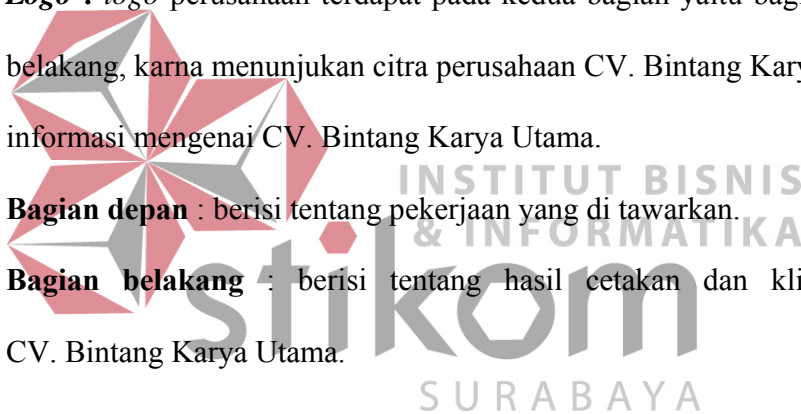 Logo : logo perusahaan terdapat pada kedua bagian yaitu
belakang, karna menunjukan citra perusahaan CV. Bintang
informasi mengenai CV. Bintang Karya Utama.
INSTITUT BISNIS
Bagian depan : berisi tentang pekerjaan yang di tawarkan.
& INFORMATIKA
Bagian belakang : berisi tentang hasil cetakan dan
stikom
CV. Bintang Karya Utama.
SURABAYA